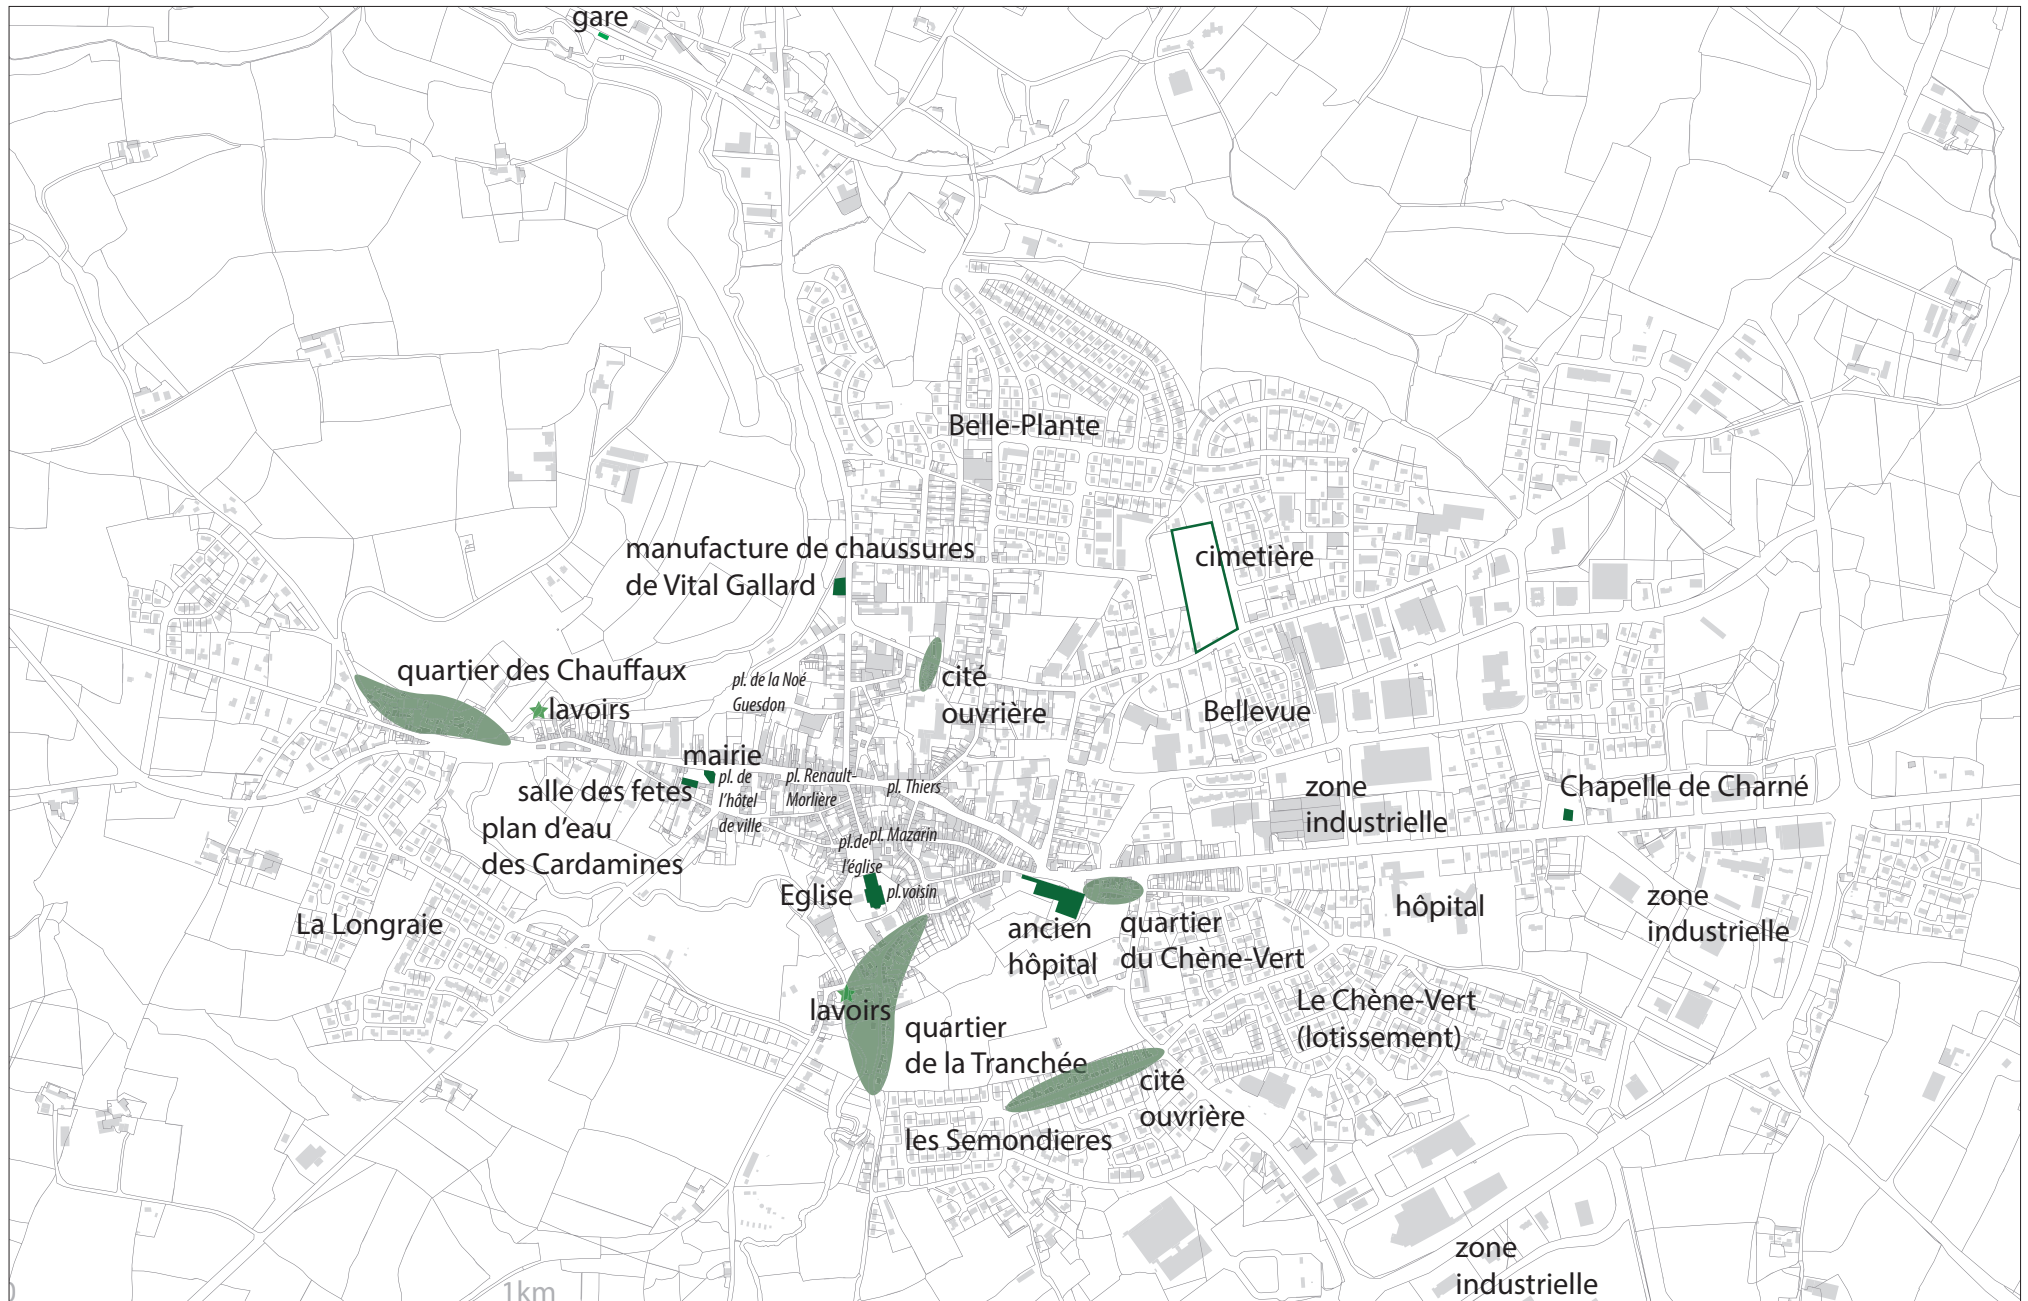 gare
Belle-Plante
manufacture de chaussures
de Vital Gallard
cimetière
quartier des Chauffaux
lavoirs
pl. de la Noé
Guesdon
cité
ouvrière
Bellevue
mairie
salle des fetes
pl. de
l'hôtel
de ville
pl. Renault-
Morlière
pl. Thiers
plan d'eau
des Cardamines
zone
industrielle
Chapelle de Charné
pl.de
l'église
pl. Mazarin
Eglise
pl.voisin
La Longraie
ancien
hôpital
quartier
du Chène-Vert
hôpital
zone
industrielle
lavoirs
quartier
de la Tranchée
Le Chène-Vert
(lotissement)
cité
ouvrière
les Semondieres
zone
industrielle
0
1km